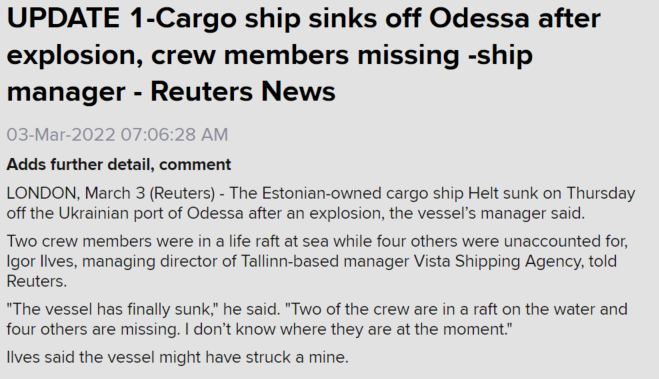 UPDATE 1-Cargo ship sinks off Odessa after
explosion, crew members missing -ship
manager - Reuters News
03-Mar-2022 07:06:28 AM
Adds further detail, comment
LONDON, March 3 (Reuters) - The Estonian-owned cargo ship Helt sunk on Thursday
off the Ukrainian port of Odessa after an explosion, the vessel's manager said.
Two crew members were in a life raft at sea while four others were unaccounted for,
Igor Ilves, managing director of Tallinn-based manager Vista Shipping Agency, told
Reuters.
"The vessel has finally sunk," he said. "Two of the crew are in a raft on the water and
four others are missing. I don't know where they are at the moment."
Ilves said the vessel might have struck a mine.